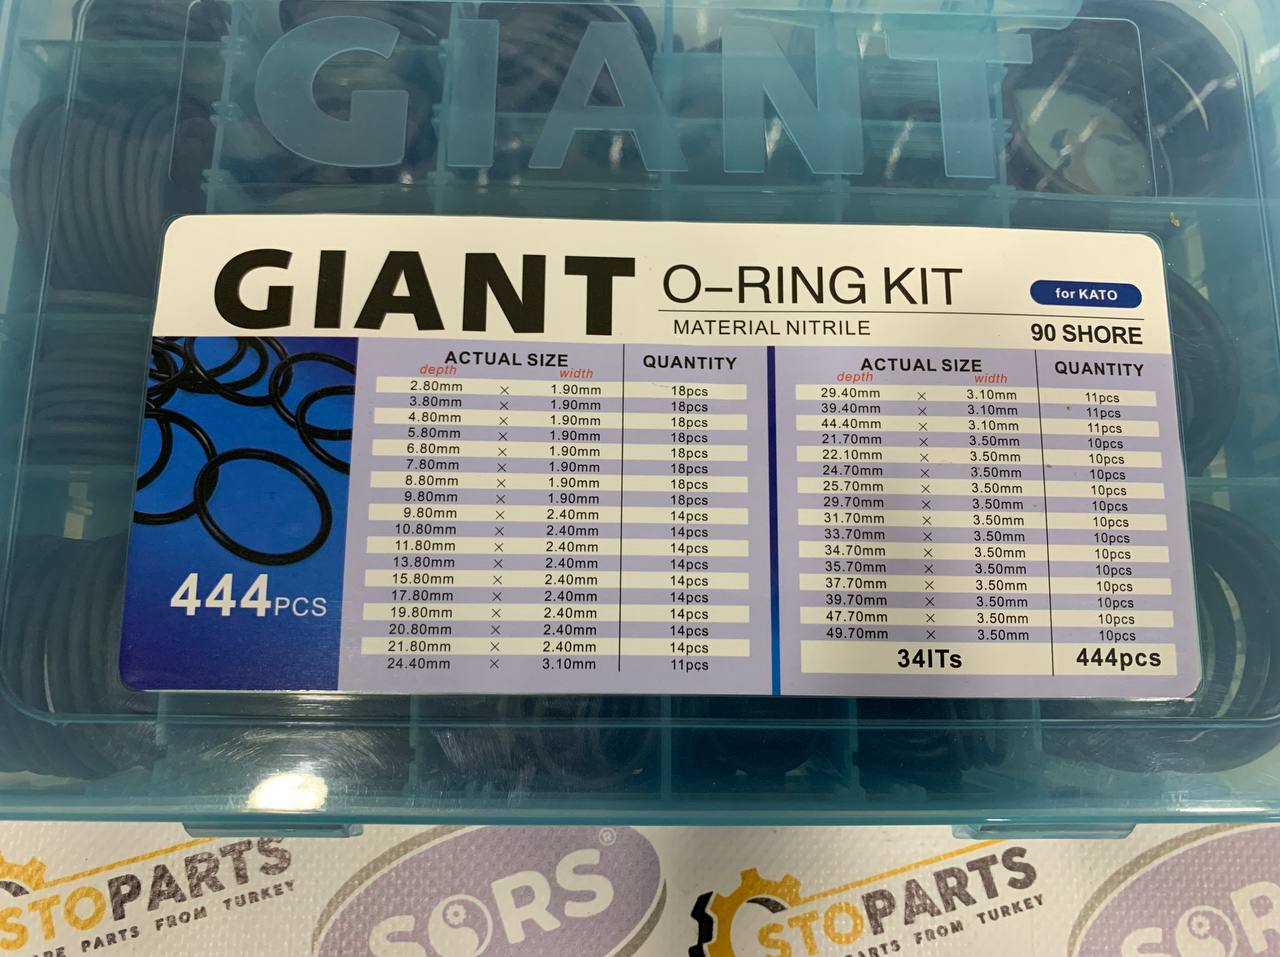 GIANT
GIANT O-RING KIT
for KATO
MATERIAL NITRILE
90 SHORE
ACTUAL SIZE QUANTITY
depth width
2.80mm × 1.90mm 18pcs
3.80mm × 1.90mm 18pcs
4.80mm × 1.90mm 18pcs
5.80mm × 1.90mm 18pcs
6.80mm × 1.90mm 18pcs
7.80mm × 1.90mm 18pcs
8.80mm × 1.90mm 18pcs
9.80mm × 1.90mm 18pcs
9.80mm × 2.40mm 14pcs
10.80mm × 2.40mm 14pcs
11.80mm × 2.40mm 14pcs
13.80mm × 2.40mm 14pcs
15.80mm × 2.40mm 14pcs
17.80mm × 2.40mm 14pcs
19.80mm × 2.40mm 14pcs
20.80mm × 2.40mm 14pcs
21.80mm × 2.40mm 14pcs
24.40mm × 3.10mm 11pcs
ACTUAL SIZE QUANTITY
depth width
29.40mm × 3.10mm 11pcs
39.40mm × 3.10mm 11pcs
44.40mm × 3.10mm 11pcs
21.70mm × 3.50mm 10pcs
22.10mm × 3.50mm 10pcs
24.70mm × 3.50mm 10pcs
25.70mm × 3.50mm 10pcs
29.70mm × 3.50mm 10pcs
31.70mm × 3.50mm 10pcs
33.70mm × 3.50mm 10pcs
34.70mm × 3.50mm 10pcs
35.70mm × 3.50mm 10pcs
37.70mm × 3.50mm 10pcs
39.70mm × 3.50mm 10pcs
47.70mm × 3.50mm 10pcs
49.70mm × 3.50mm 10pcs
34ITs 444pcs
444PCS
STOPARTS
PARTS FROM TURKEY
SORS®
STOPARTS
PARTS FROM TURKEY
SORS